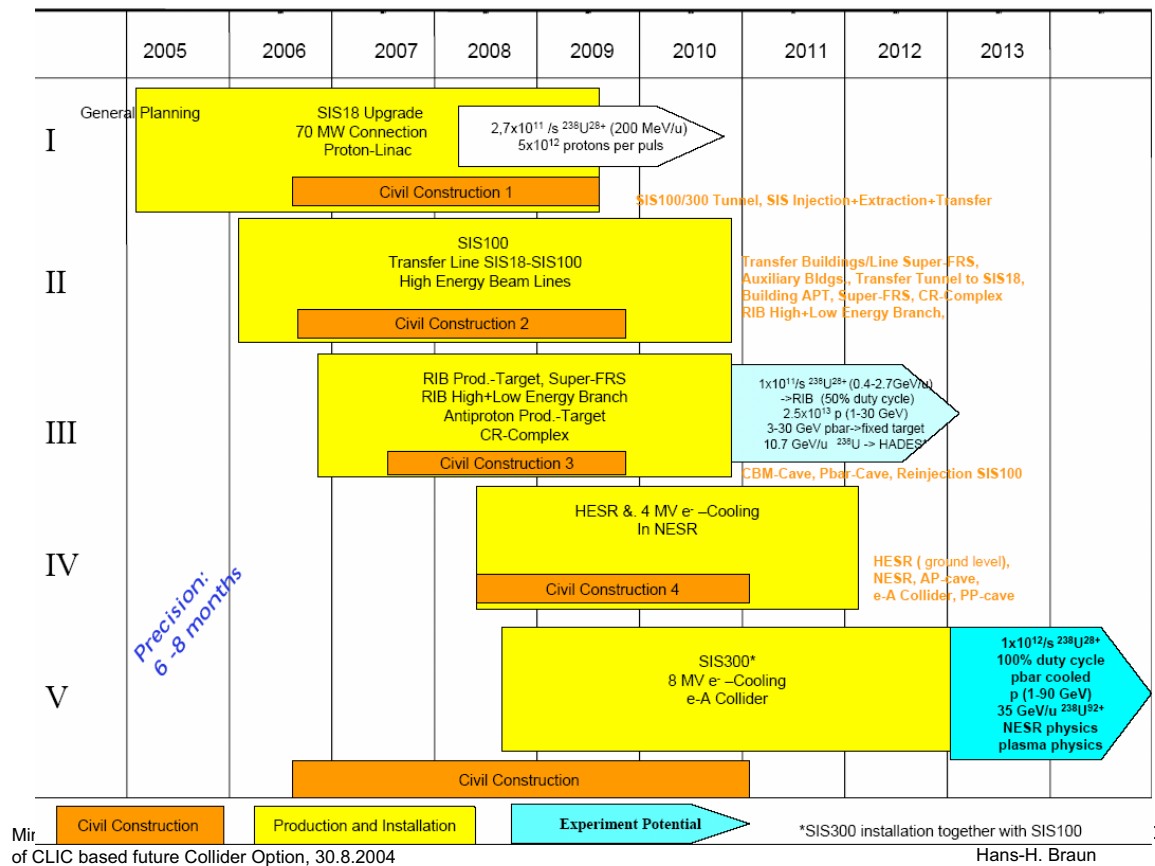 2005 2006 2007 2008 2009 2010 2011 2012 2013
I
General Planning
SIS18 Upgrade
70 MW Connection
Proton-Linac
2,7x10¹¹ /s ²³⁸U²⁸⁺ (200 MeV/u)
5x10¹² protons per puls
Civil Construction 1
SIS100/300 Tunnel, SIS Injection+Extraction+Transfer
II
SIS100
Transfer Line SIS18-SIS100
High Energy Beam Lines
Civil Construction 2
Transfer Buildings/Line Super-FRS,
Auxiliary Bldgs., Transfer Tunnel to SIS18,
Building APT, Super-FRS, CR-Complex
RIB High+Low Energy Branch,
III
RIB Prod.-Target, Super-FRS
RIB High+Low Energy Branch
Antiproton Prod.-Target
CR-Complex
Civil Construction 3
1x10¹¹/s ²³⁸U²⁸⁺ (0.4-2.7GeV/u)
->RIB (50% duty cycle)
2.5x10¹³ p (1-30 GeV)
3-30 GeV pbar->fixed target
10.7 GeV/u ²³⁸U -> HADES*
CBM-Cave, Pbar-Cave, Reinjection SIS100
IV
HESR &. 4 MV e⁻ –Cooling
In NESR
Civil Construction 4
HESR ( ground level),
NESR, AP-cave,
e-A Collider, PP-cave
Precision:
6 -8 months
V
SIS300*
8 MV e⁻ –Cooling
e-A Collider
1x10¹²/s ²³⁸U²⁸⁺
100% duty cycle
pbar cooled
p (1-90 GeV)
35 GeV/u ²³⁸U⁹²⁺
NESR physics
plasma physics
Civil Construction
Civil Construction
Production and Installation
Experiment Potential
*SIS300 installation together with SIS100
of CLIC based future Collider Option, 30.8.2004
Hans-H. Braun